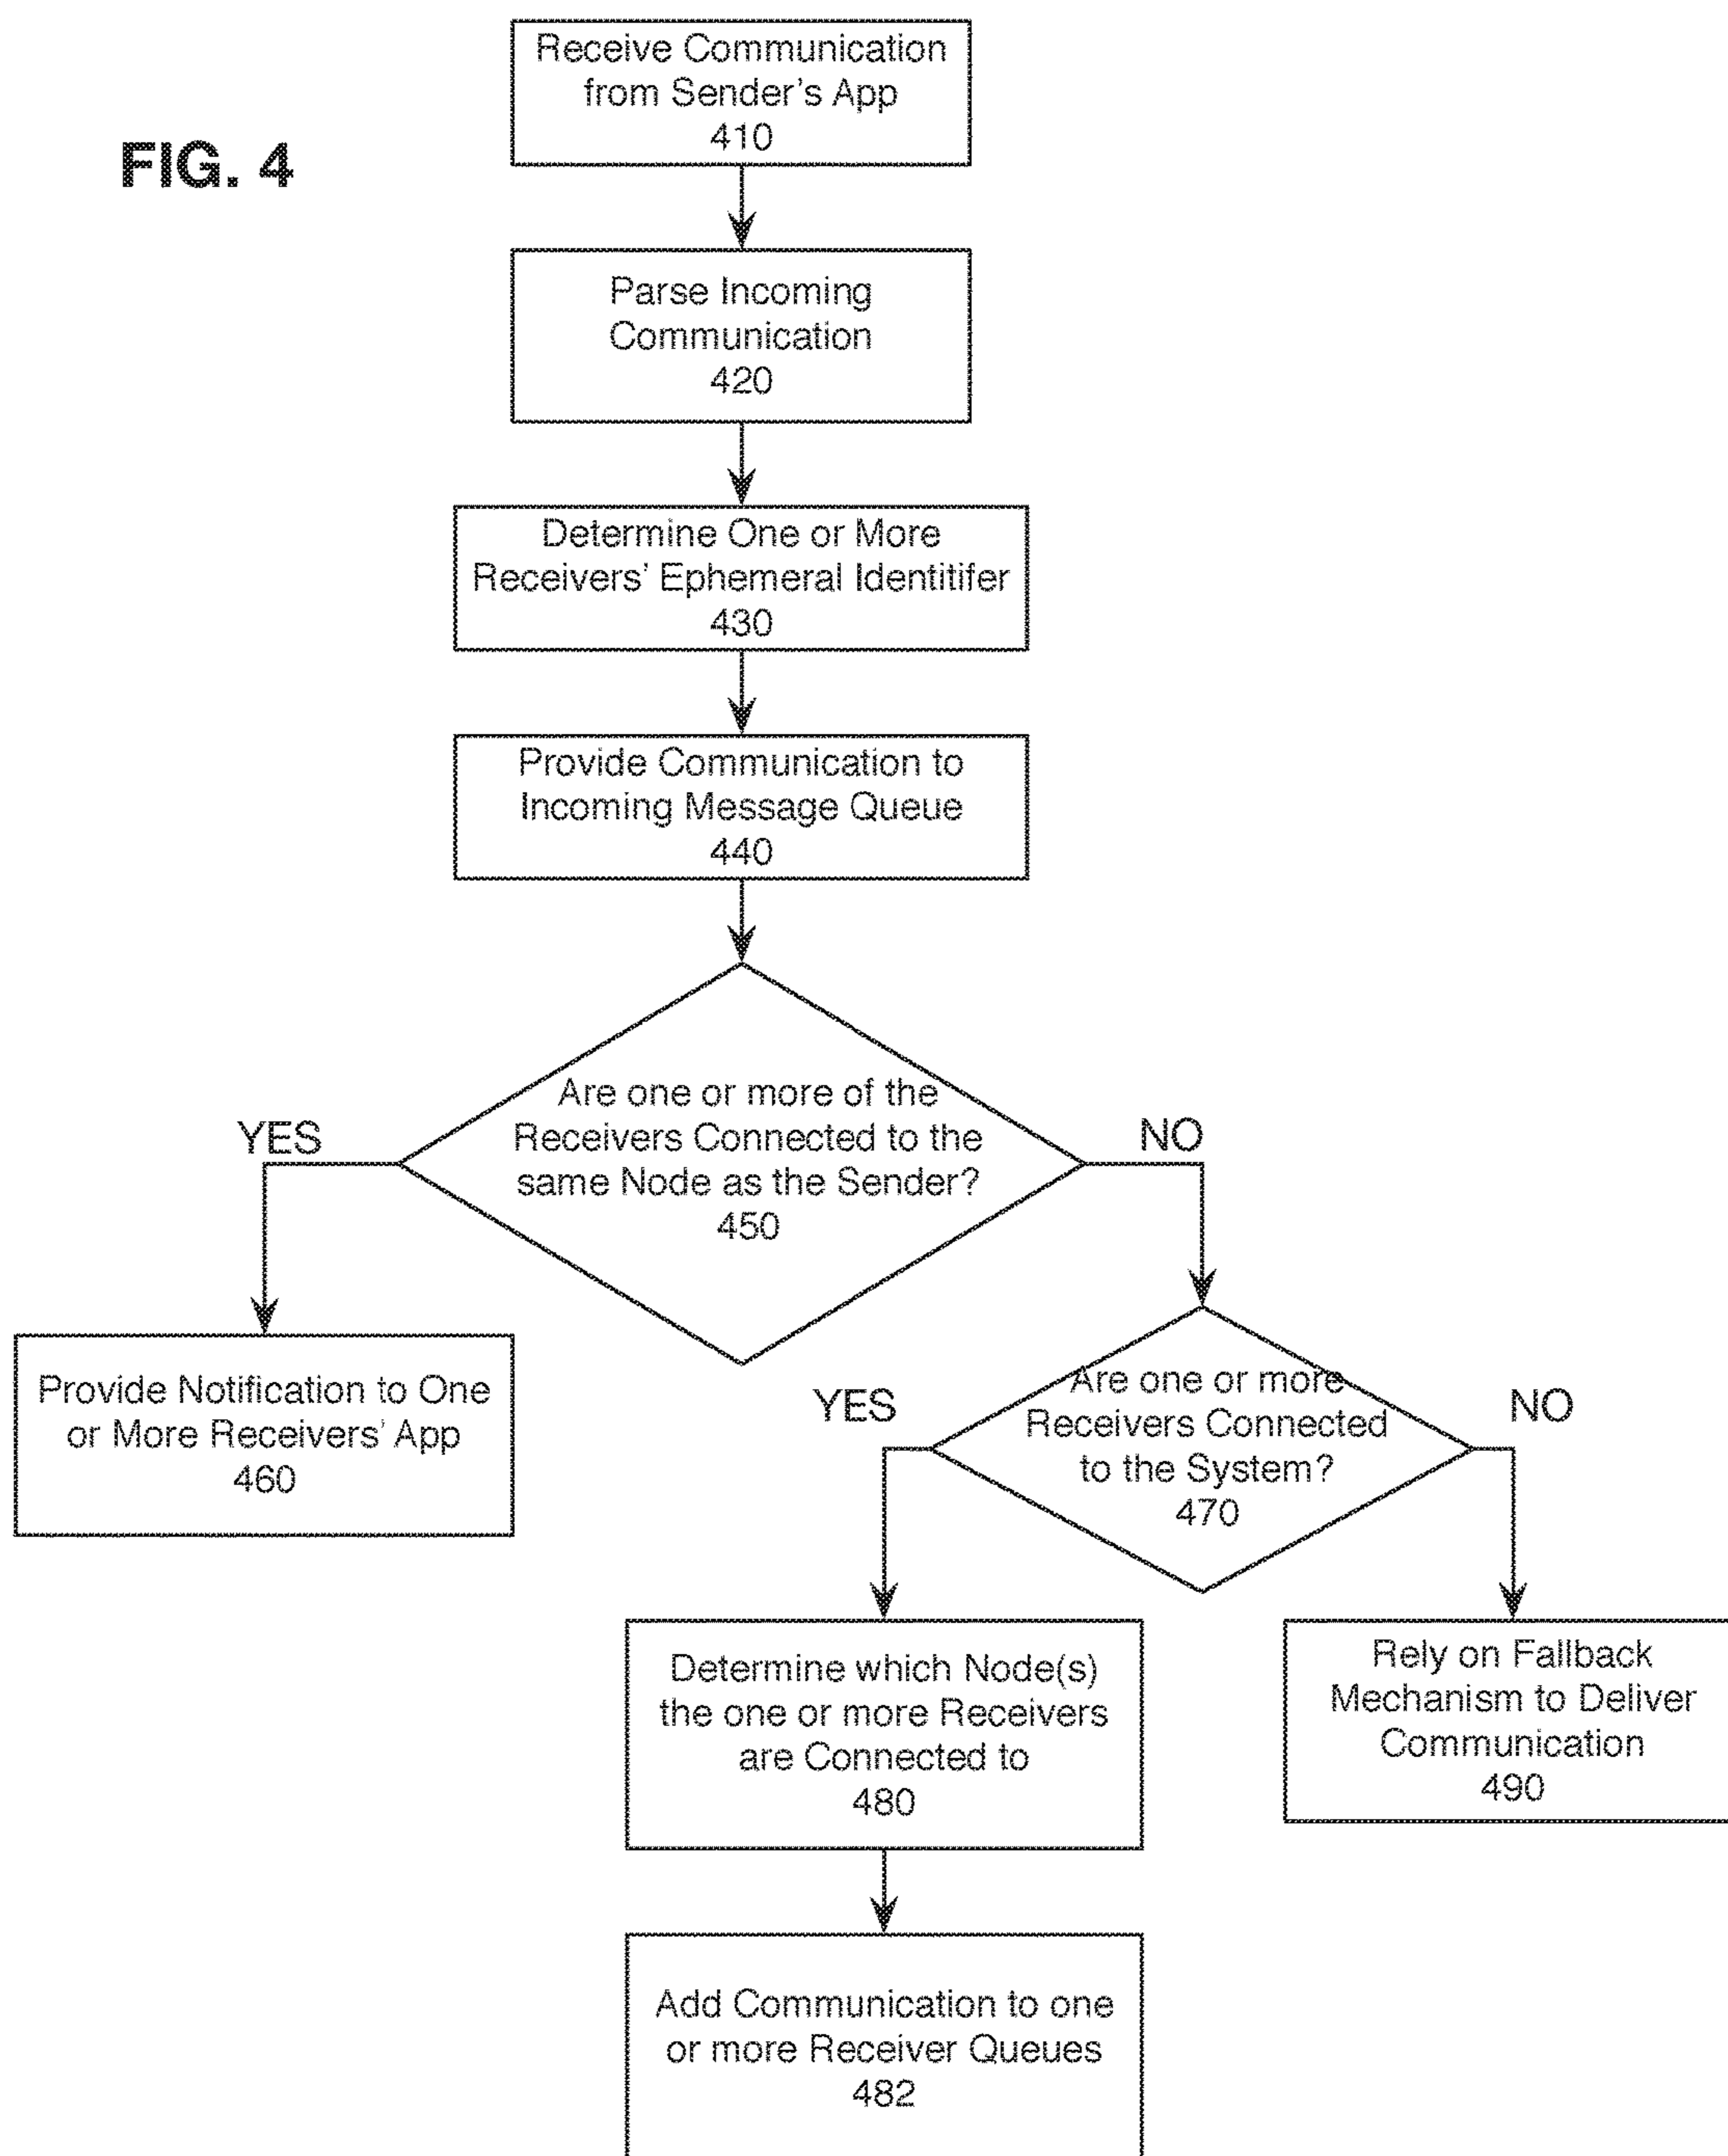 FIG. 4
Receive Communication
from Sender's App
410
Parse Incoming
Communication
420
Determine One or More
Receivers' Ephemeral Identitifer
430
Provide Communication to
Incoming Message Queue
440
Are one or more of the
Receivers Connected to the
same Node as the Sender?
450
YES
NO
Provide Notification to One
or More Receivers' App
460
Are one or more
Receivers Connected
to the System?
470
YES
NO
Determine which Node(s)
the one or more Receivers
are Connected to
480
Rely on Fallback
Mechanism to Deliver
Communication
490
Add Communication to one
or more Receiver Queues
482